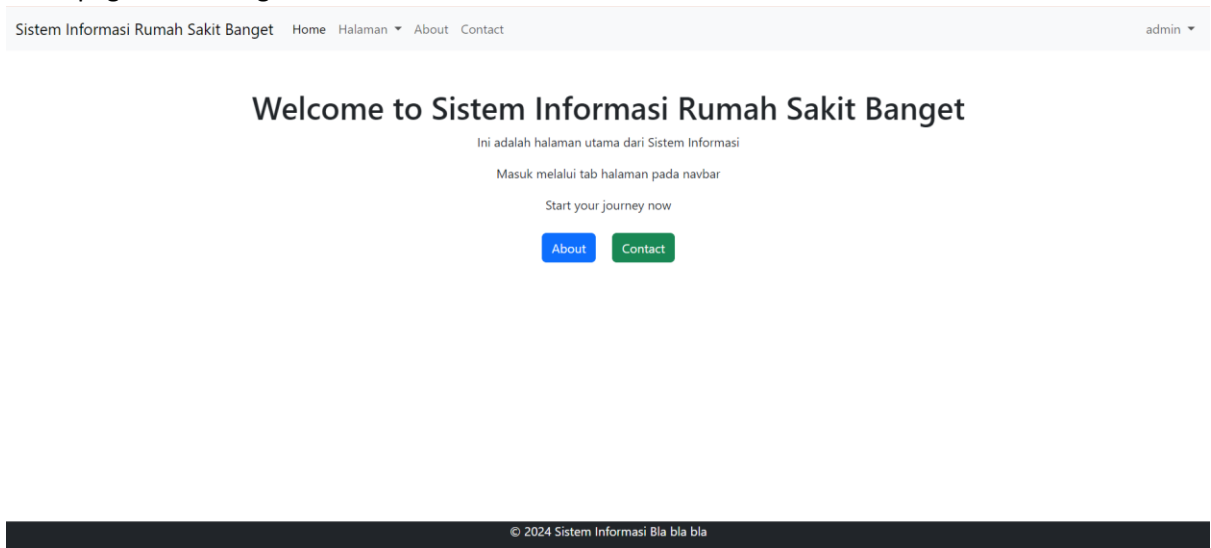 Sistem Informasi Rumah Sakit Banget Home Halaman About Contact admin
Welcome to Sistem Informasi Rumah Sakit Banget
Ini adalah halaman utama dari Sistem Informasi
Masuk melalui tab halaman pada navbar
Start your journey now
About Contact
© 2024 Sistem Informasi Bla bla bla